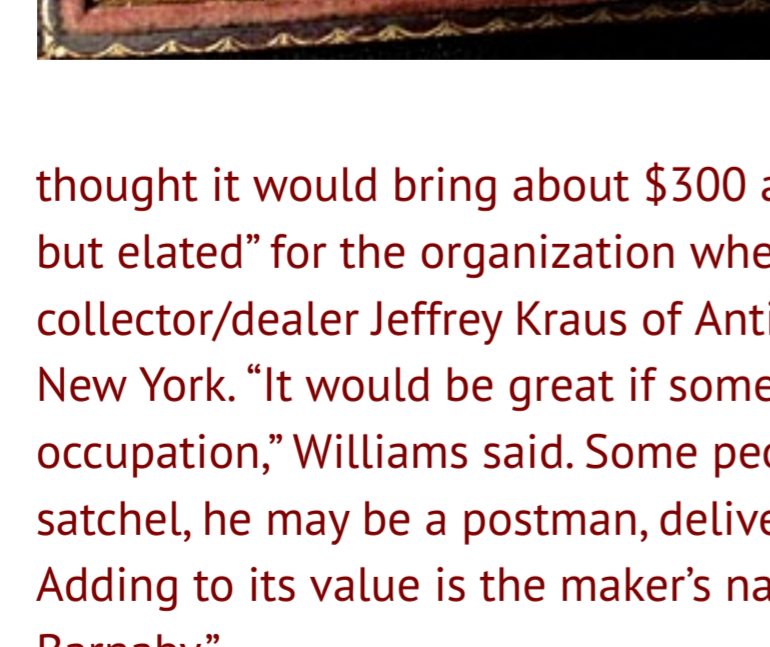 thought it would bring about $300 a
but elated” for the organization whe
collector/dealer Jeffrey Kraus of Anti
New York. “It would be great if some
occupation,” Williams said. Some peo
satchel, he may be a postman, delive
Adding to its value is the maker’s na
Barnaby”